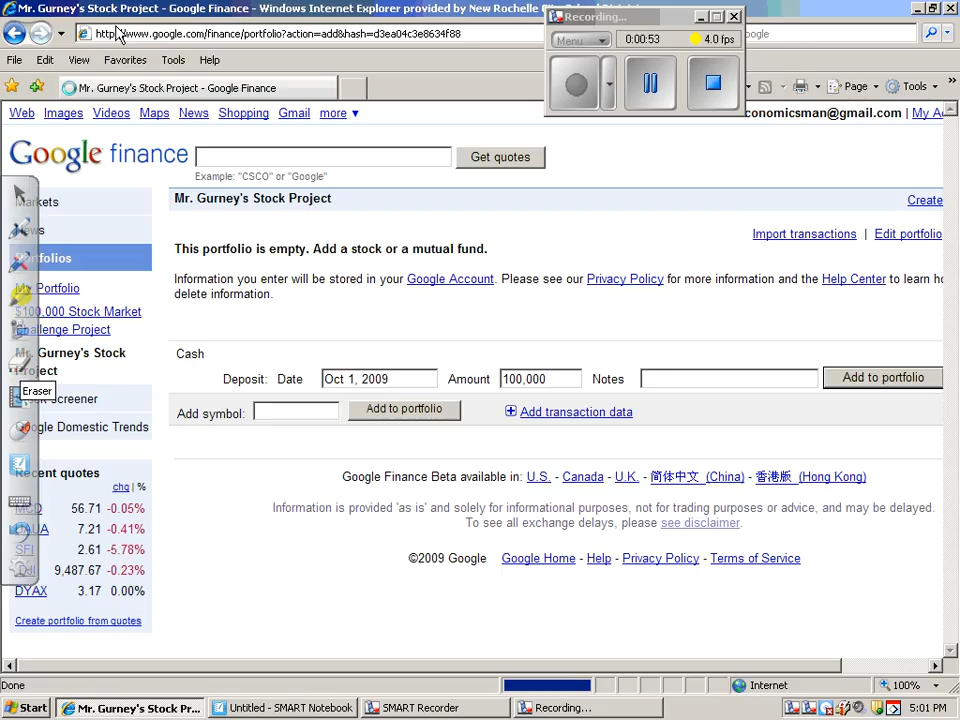 Mr. Gurney's Stock Project - Google Finance - Windows Internet Explorer provided by New Rochelle City
Recording...
http://www.google.com/finance/portfolio?action=add&hash=d3ea04c3e8634f88
Menu
0:00:53
4.0 fps
File Edit View Favorites Tools Help
Mr. Gurney's Stock Project - Google Finance
Page Tools
Web Images Videos Maps News Shopping Gmail more ▼
conomicsman@gmail.com | My
Google finance
Get quotes
Example: "CSCO" or "Google"
Markets
News
Portfolios
My Portfolio
$100,000 Stock Market
Challenge Project
Mr. Gurney's Stock
Project
Eraser
Stock Screener
Google Domestic Trends
Mr. Gurney's Stock Project
Create
Import transactions | Edit portfolio
This portfolio is empty. Add a stock or a mutual fund.
Information you enter will be stored in your Google Account. Please see our Privacy Policy for more information and the Help Center to learn
delete information.
Cash
Deposit: Date Oct 1, 2009 Amount 100,000 Notes Add to portfolio
Add symbol: Add to portfolio Add transaction data
Recent quotes
chg | %
MCD 56.71 -0.05%
UAUA 7.21 -0.41%
SFI 2.61 -5.78%
.DJI 9,487.67 -0.23%
DYAX 3.17 0.00%
Create portfolio from quotes
Google Finance Beta available in: U.S. - Canada - U.K. - 简体中文 (China) - 香港版 (Hong Kong)
Information is provided 'as is' and solely for informational purposes, not for trading purposes or advice, and may be delayed.
To see all exchange delays, please see disclaimer.
©2009 Google Google Home - Help - Privacy Policy - Terms of Service
Done
Internet
100%
Start
Mr. Gurney's Stock Pr...
Untitled - SMART Notebook
SMART Recorder
Recording...
5:01 PM